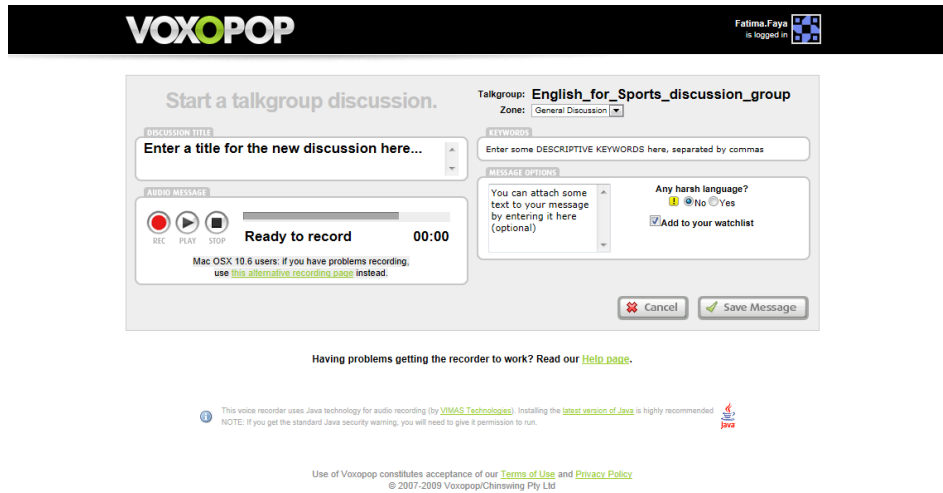 VOXOPOP
Fatima.Faya
is logged in
Start a talkgroup discussion.
Talkgroup: English_for_Sports_discussion_group
Zone: General Discussion
DISCUSSION TITLE
Enter a title for the new discussion here...
KEYWORDS
Enter some DESCRIPTIVE KEYWORDS here, separated by commas
AUDIO MESSAGE
REC PLAY STOP
Ready to record 00:00
Mac OSX 10.6 users: if you have problems recording,
use this alternative recording page instead.
MESSAGE OPTIONS
You can attach some
text to your message
by entering it here
(optional)
Any harsh language?
No Yes
Add to your watchlist
Cancel Save Message
Having problems getting the recorder to work? Read our Help page.
This voice recorder uses Java technology for audio recording (by VIMAS Technologies). Installing the latest version of Java is highly recommended
NOTE: If you get the standard Java security warning, you will need to give it permission to run.
Java
Use of Voxopop constitutes acceptance of our Terms of Use and Privacy Policy
© 2007-2009 Voxopop/Chinswing Pty Ltd